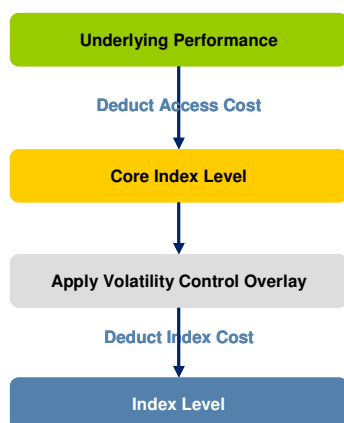 Underlying Performance
Deduct Access Cost
Core Index Level
Apply Volatility Control Overlay
Deduct Index Cost
Index Level